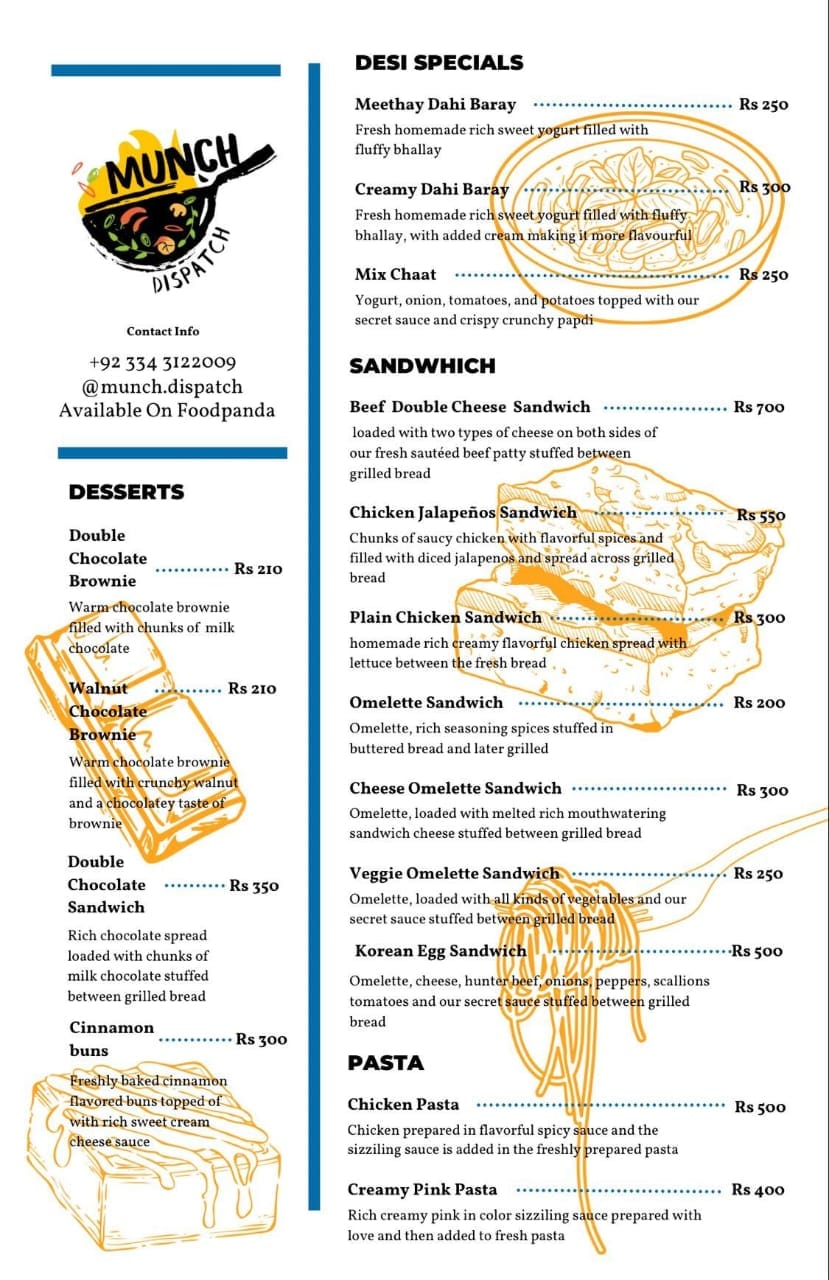 MUNCH
DISPATCH
Contact Info
+92 334 3122009
@munch.dispatch
Available On Foodpanda
DESSERTS
Double
Chocolate
Brownie ............ Rs 210
Warm chocolate brownie
filled with chunks of milk
chocolate
Walnut ........... Rs 210
Chocolate
Brownie
Warm chocolate brownie
filled with crunchy walnut
and a chocolatey taste of
brownie
Double
Chocolate .......... Rs 350
Sandwich
Rich chocolate spread
loaded with chunks of
milk chocolate stuffed
between grilled bread
Cinnamon
buns ............ Rs 300
Freshly baked cinnamon
flavored buns topped of
with rich sweet cream
cheese sauce
DESI SPECIALS
Meethay Dahi Baray ................................ Rs 250
Fresh homemade rich sweet yogurt filled with
fluffy bhallay
Creamy Dahi Baray ................................ Rs 300
Fresh homemade rich sweet yogurt filled with fluffy
bhallay, with added cream making it more flavourful
Mix Chaat ............................................ Rs 250
Yogurt, onion, tomatoes, and potatoes topped with our
secret sauce and crispy crunchy papdi
SANDWHICH
Beef Double Cheese Sandwich .................... Rs 700
loaded with two types of cheese on both sides of
our fresh sautéed beef patty stuffed between
grilled bread
Chicken Jalapeños Sandwich ..................... Rs 550
Chunks of saucy chicken with flavorful spices and
filled with diced jalapenos and spread across grilled
bread
Plain Chicken Sandwich ............................ Rs 300
homemade rich creamy flavorful chicken spread with
lettuce between the fresh bread
Omelette Sandwich ................................. Rs 200
Omelette, rich seasoning spices stuffed in
buttered bread and later grilled
Cheese Omelette Sandwich ......................... Rs 300
Omelette, loaded with melted rich mouthwatering
sandwich cheese stuffed between grilled bread
Veggie Omelette Sandwich ......................... Rs 250
Omelette, loaded with all kinds of vegetables and our
secret sauce stuffed between grilled bread
Korean Egg Sandwich ............................. Rs 500
Omelette, cheese, hunter beef, onions, peppers, scallions
tomatoes and our secret sauce stuffed between grilled
bread
PASTA
Chicken Pasta ........................................ Rs 500
Chicken prepared in flavorful spicy sauce and the
sizziling sauce is added in the freshly prepared pasta
Creamy Pink Pasta ................................. Rs 400
Rich creamy pink in color sizziling sauce prepared with
love and then added to fresh pasta